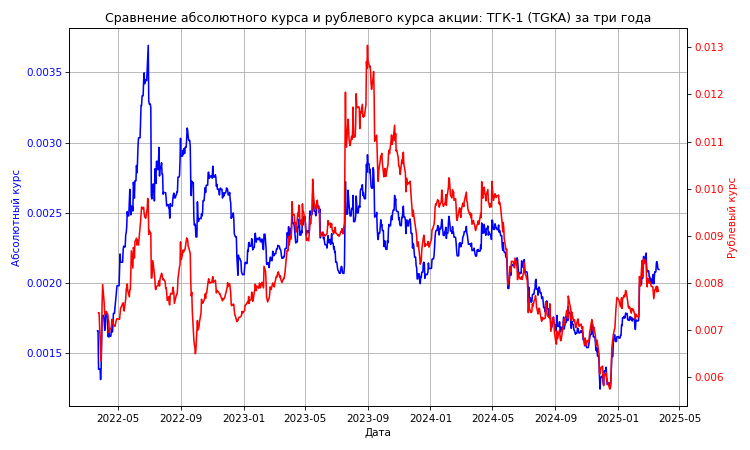 Сравнение абсолютного курса и рублевого курса акции: ТГК-1 (TGKA) за три года
Абсолютный курс
0.0035
0.0030
0.0025
0.0020
0.0015
0.013
0.012
0.011
0.010
0.009
0.008
0.007
0.006
Рублевый курс
2022-05 2022-09 2023-01 2023-05 2023-09 2024-01 2024-05 2024-09 2025-01 2025-05
Дата